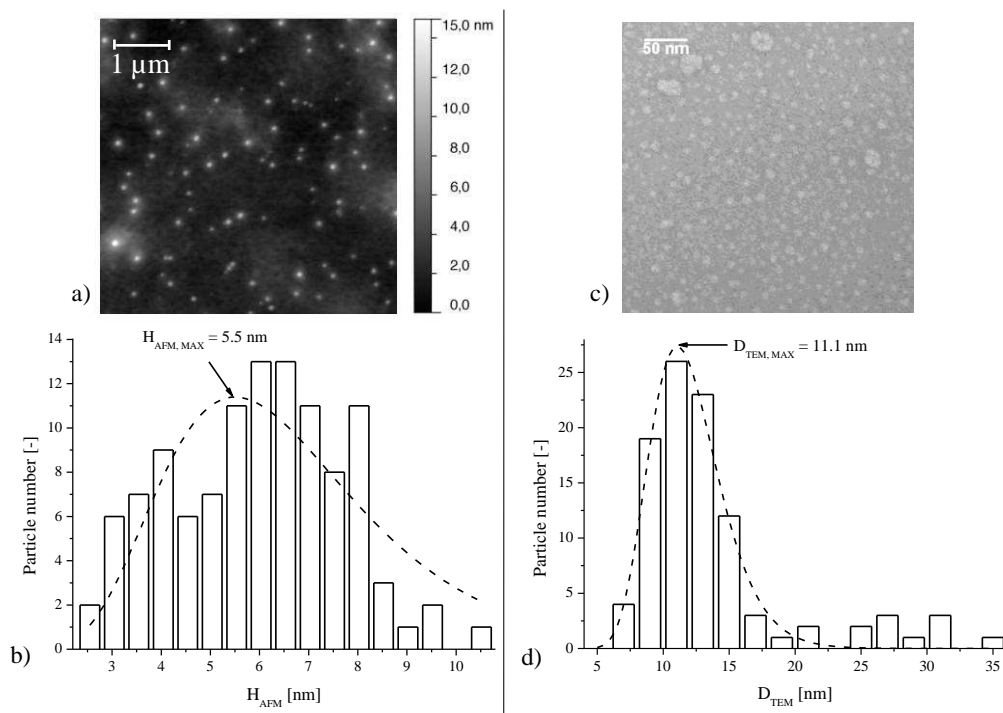 1 µm
15,0 nm
12,0
10,0
8,0
6,0
4,0
2,0
0,0
a)
H_AFM, MAX = 5.5 nm
14
12
10
8
6
4
2
0
Particle number [-]
3 4 5 6 7 8 9 10
H_AFM [nm]
b)
50 nm
c)
D_TEM, MAX = 11.1 nm
25
20
15
10
5
0
Particle number [-]
5 10 15 20 25 30 35
D_TEM [nm]
d)